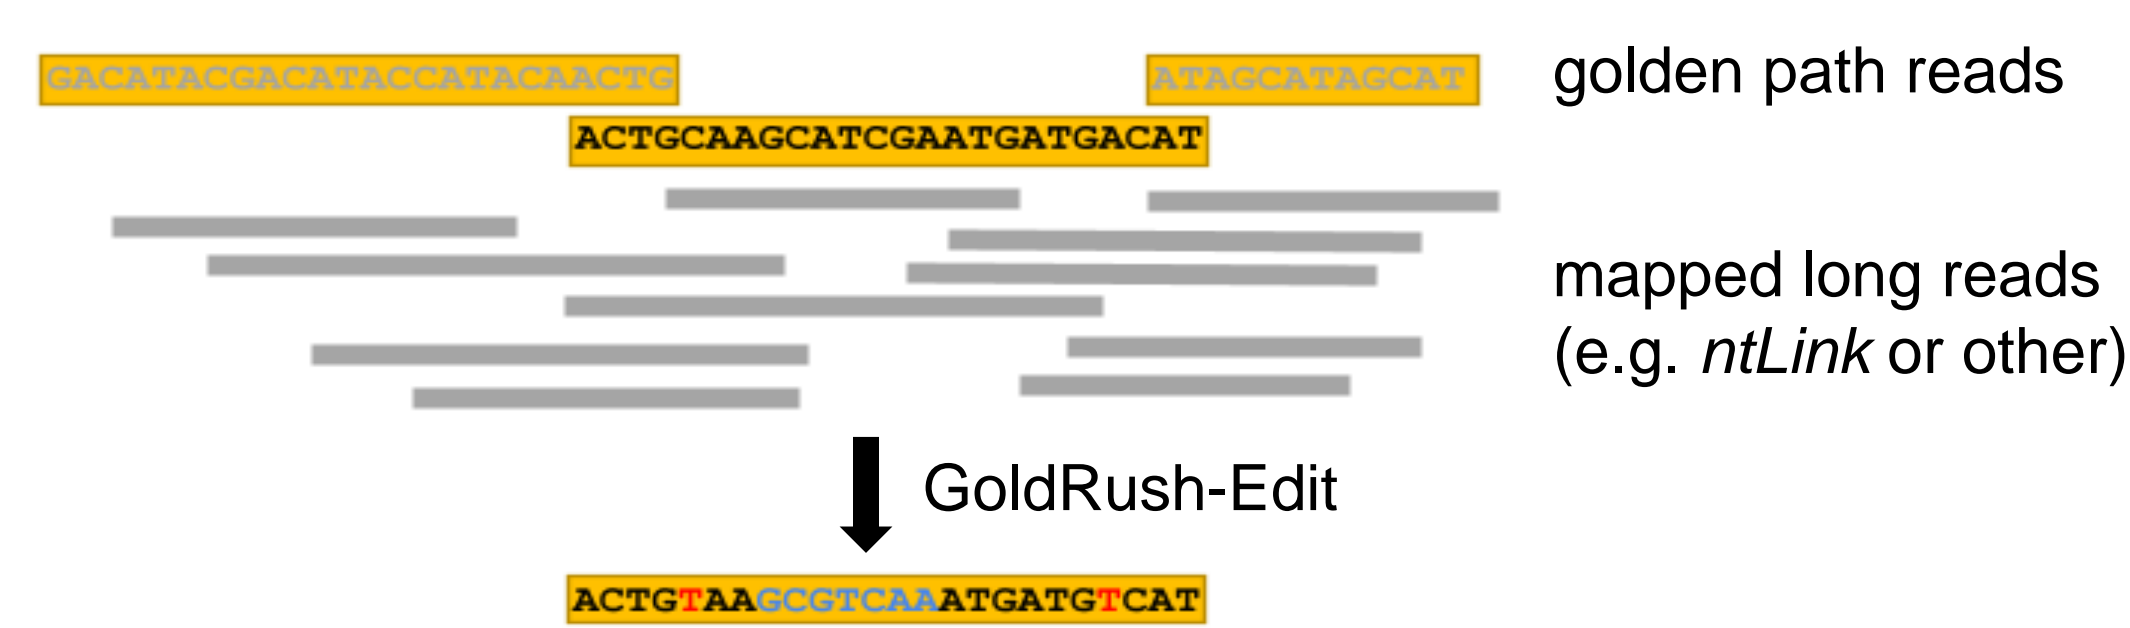 GACATACGACATACCATACAACTG
ATAGCATAGCAT
golden path reads
ACTGCAAGCATCGAATGATGACAT
mapped long reads
(e.g. ntLink or other)
GoldRush-Edit
ACTGTAAGCGTCAAATGATGTCAT